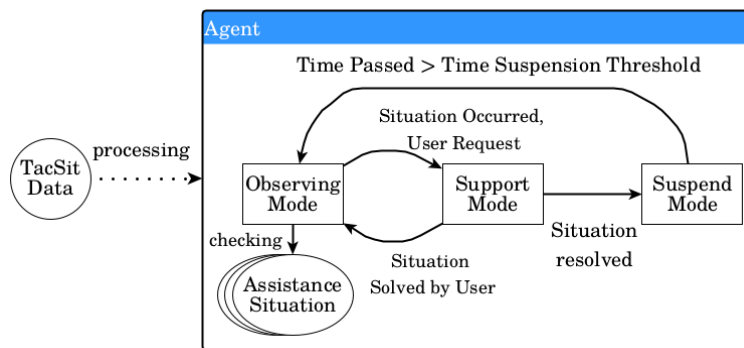 Agent
Time Passed > Time Suspension Threshold
Situation Occurred,
User Request
processing
TacSit
Data
Observing
Mode
Support
Mode
Suspend
Mode
checking
Situation
Solved by User
Situation
resolved
Assistance
Situation